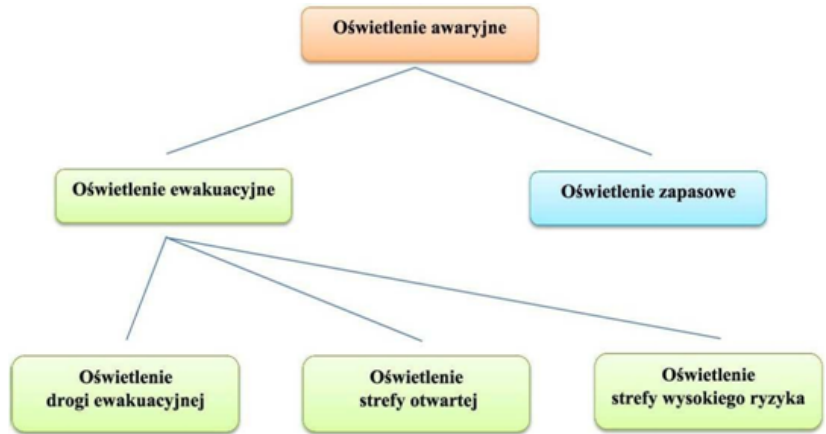 Oświetlenie awaryjne
Oświetlenie ewakuacyjne
Oświetlenie zapasowe
Oświetlenie
drogi ewakuacyjnej
Oświetlenie
strefy otwartej
Oświetlenie
strefy wysokiego ryzyka